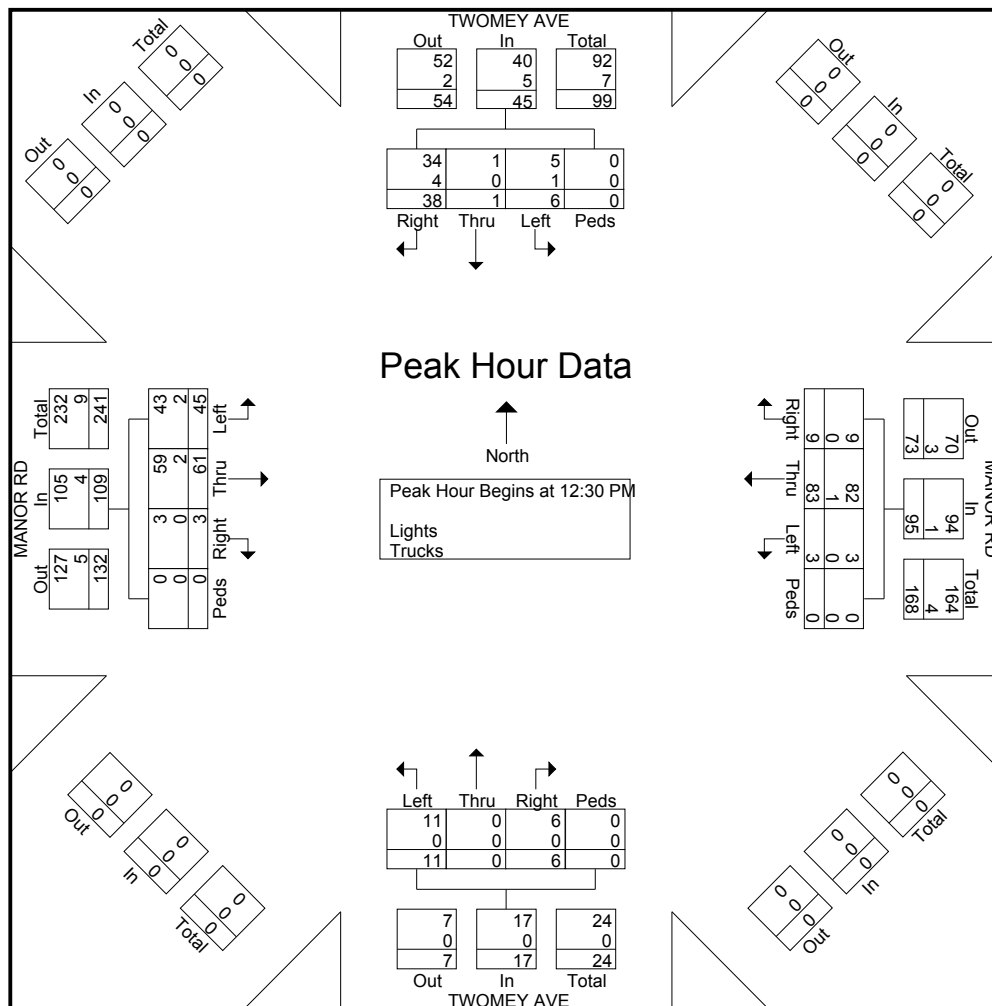 TWOMEY AVE
Out In Total
52 40 92
2 5 7
54 45 99
34 1 5 0
4 0 1 0
38 1 6 0
Right Thru Left Peds
Total
0
0
0
In
0
0
0
Out
0
0
0
Out
0
0
0
In
0
0
0
Total
0
0
0
MANOR RD
Total
232
9
241
In
105
4
109
Out
127
5
132
Left
43
2
45
Thru
59
2
61
Right
3
0
3
Peds
0
0
0
Peak Hour Data
North
Peak Hour Begins at 12:30 PM
Lights
Trucks
Right
9
0
9
Thru
82
1
83
Left
3
0
3
Peds
0
0
0
Out
70
3
73
In
94
1
95
Total
164
4
168
MANOR RD
Out
0
0
0
In
0
0
0
Total
0
0
0
Left Thru Right Peds
11 0 6 0
0 0 0 0
11 0 6 0
7 17 24
0 0 0
7 17 24
Out In Total
TWOMEY AVE
Total
0
0
0
In
0
0
0
Out
0
0
0